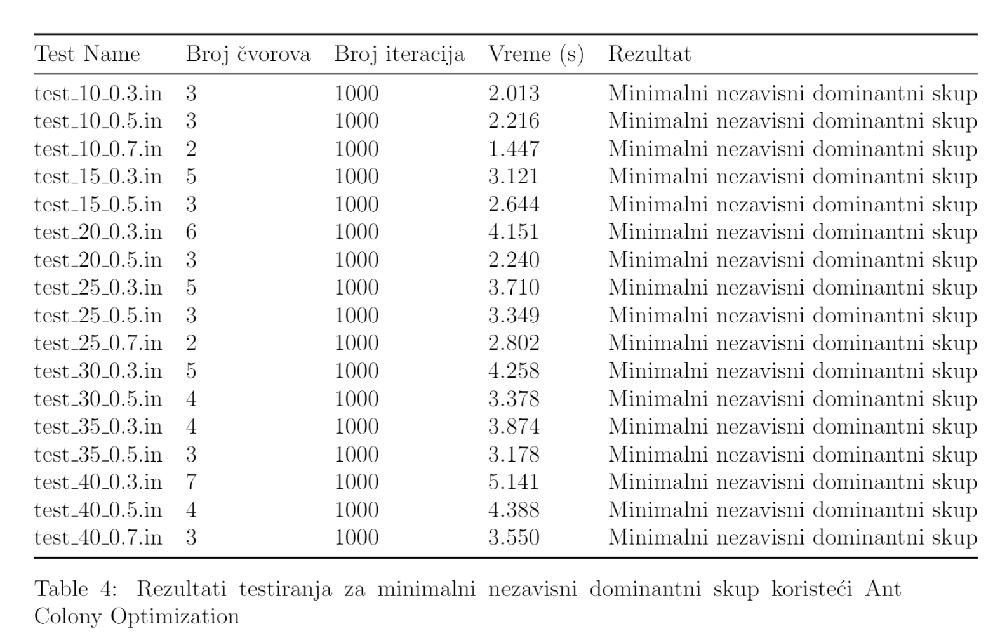 Test Name Broj čvorova Broj iteracija Vreme (s) Rezultat
test_10_0.3.in 3 1000 2.013 Minimalni nezavisni dominantni skup
test_10_0.5.in 3 1000 2.216 Minimalni nezavisni dominantni skup
test_10_0.7.in 2 1000 1.447 Minimalni nezavisni dominantni skup
test_15_0.3.in 5 1000 3.121 Minimalni nezavisni dominantni skup
test_15_0.5.in 3 1000 2.644 Minimalni nezavisni dominantni skup
test_20_0.3.in 6 1000 4.151 Minimalni nezavisni dominantni skup
test_20_0.5.in 3 1000 2.240 Minimalni nezavisni dominantni skup
test_25_0.3.in 5 1000 3.710 Minimalni nezavisni dominantni skup
test_25_0.5.in 3 1000 3.349 Minimalni nezavisni dominantni skup
test_25_0.7.in 2 1000 2.802 Minimalni nezavisni dominantni skup
test_30_0.3.in 5 1000 4.258 Minimalni nezavisni dominantni skup
test_30_0.5.in 4 1000 3.378 Minimalni nezavisni dominantni skup
test_35_0.3.in 4 1000 3.874 Minimalni nezavisni dominantni skup
test_35_0.5.in 3 1000 3.178 Minimalni nezavisni dominantni skup
test_40_0.3.in 7 1000 5.141 Minimalni nezavisni dominantni skup
test_40_0.5.in 4 1000 4.388 Minimalni nezavisni dominantni skup
test_40_0.7.in 3 1000 3.550 Minimalni nezavisni dominantni skup
Table 4: Rezultati testiranja za minimalni nezavisni dominantni skup koristeći Ant
Colony Optimization